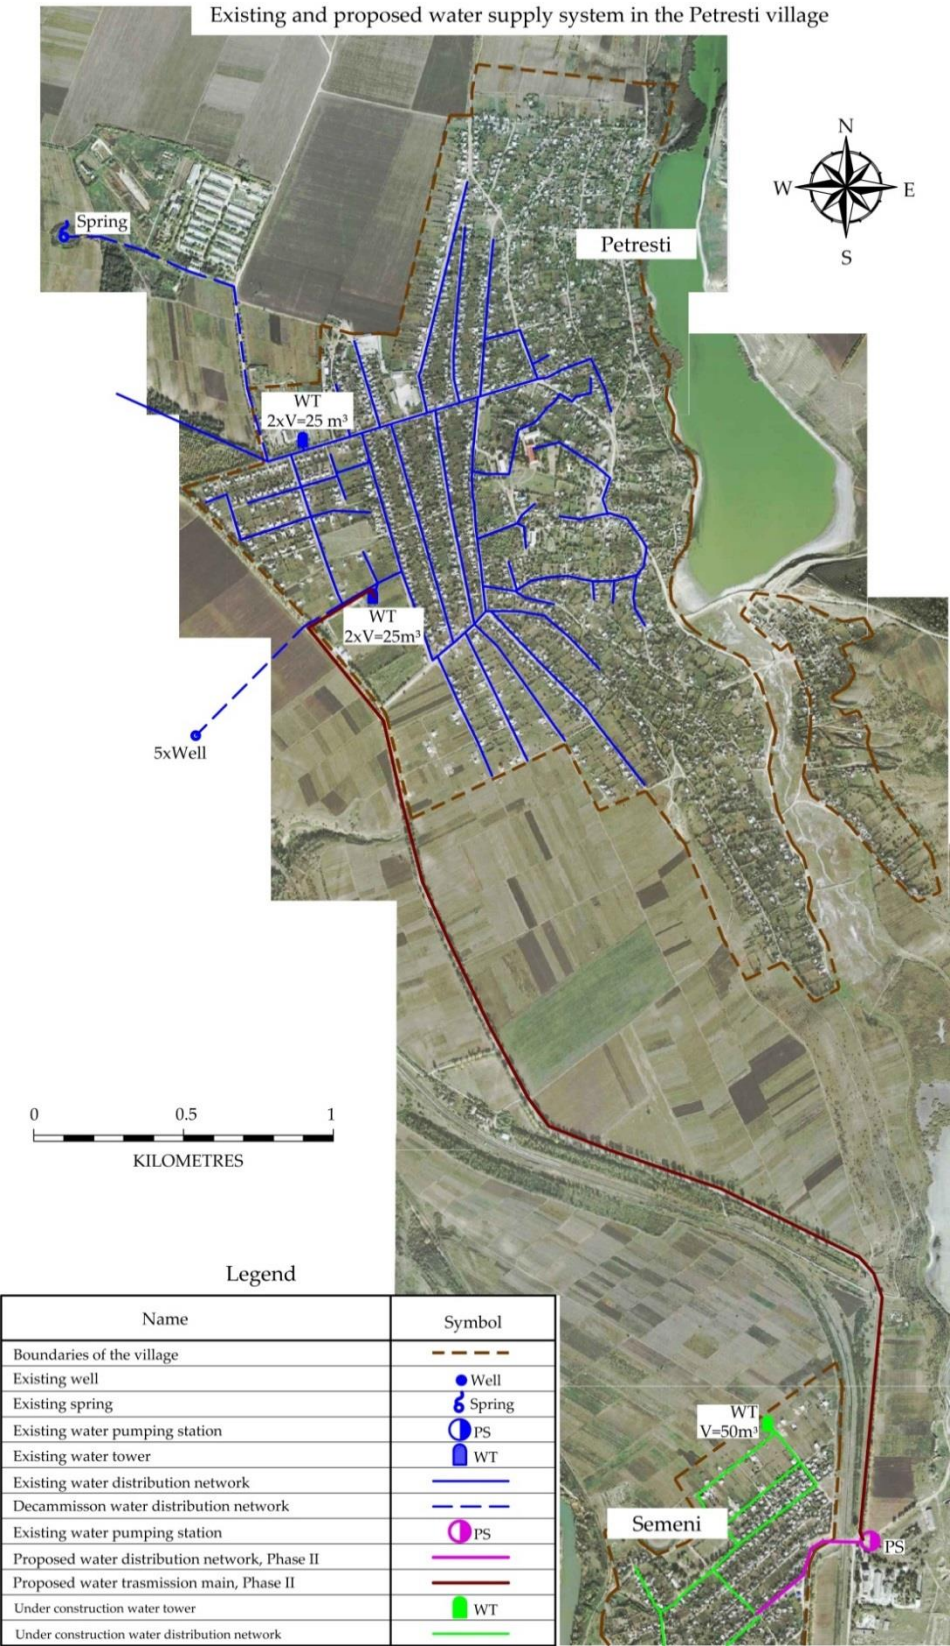 Existing and proposed water supply system in the Petresti village
N
W
E
S
Spring
Petresti
WT
2xV=25 m³
WT
2xV=25m³
5xWell
0 0.5 1
KILOMETRES
Legend
Name Symbol
Boundaries of the village
Existing well Well
Existing spring Spring
Existing water pumping station PS
Existing water tower WT
Existing water distribution network
Decammisson water distribution network
Existing water pumping station PS
Proposed water distribution network, Phase II
Proposed water trasmission main, Phase II
Under construction water tower WT
Under construction water distribution network
WT
V=50m³
Semeni
PS